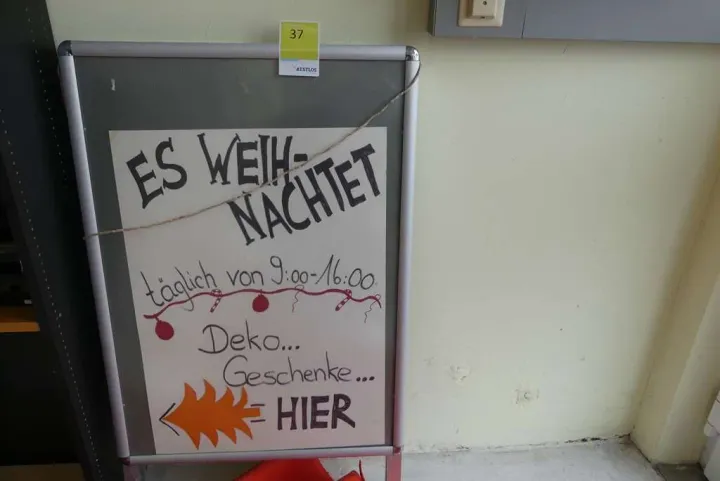 37
ES WEIH-
NACHTET
täglich von 9:00-16:00
Deko...
Geschenke...
HIER